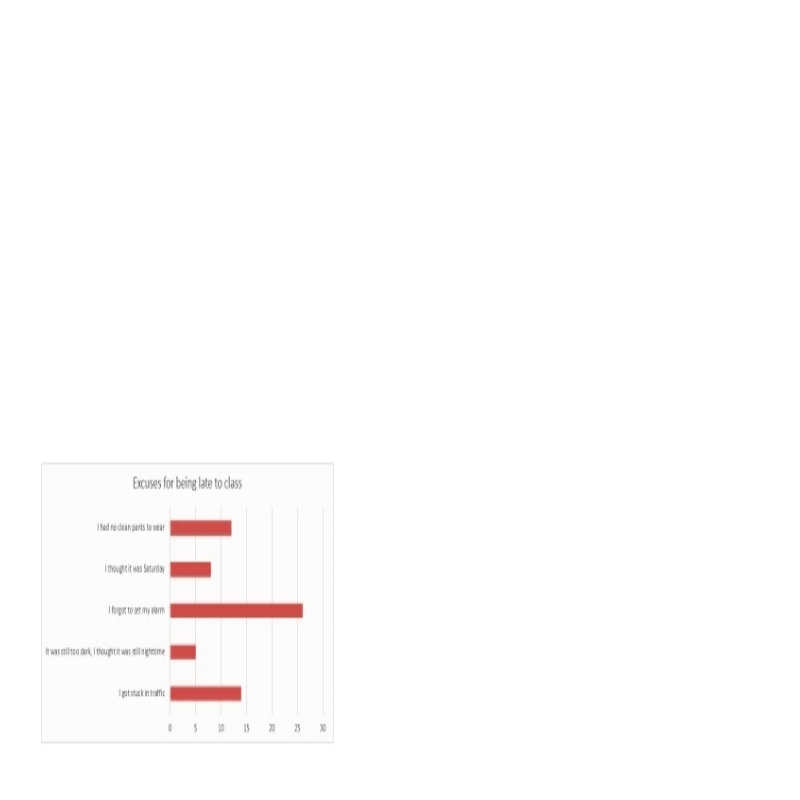 Excuses for being late to class
I had no clean pants to wear
I thought it was Saturday
I forgot to set my alarm
It was still too dark, I thought it was still nighttime
I got stuck in traffic
0 5 10 15 20 25 30